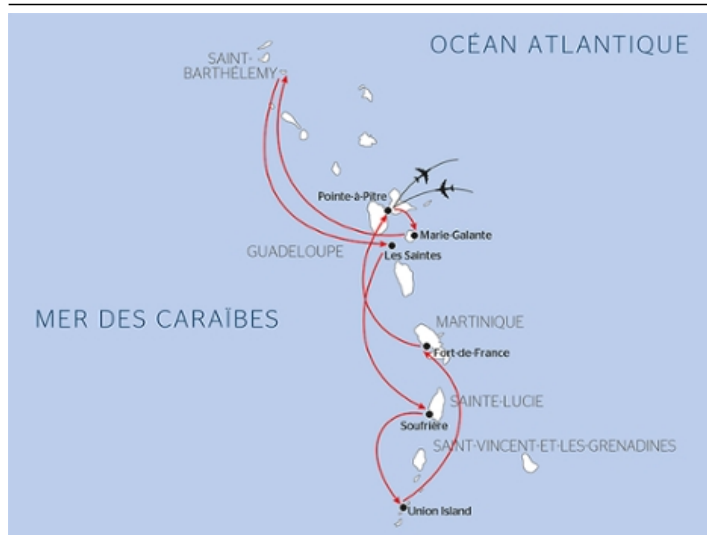 OCÉAN ATLANTIQUE
SAINT-
BARTHÉLEMY
Pointe-à-Pitre
Marie-Galante
GUADELOUPE
Les Saintes
MER DES CARAÏBES
MARTINIQUE
Fort-de-France
SAINTE-LUCIE
Soufrière
SAINT-VINCENT-ET-LES-GRENADINES
Union Island